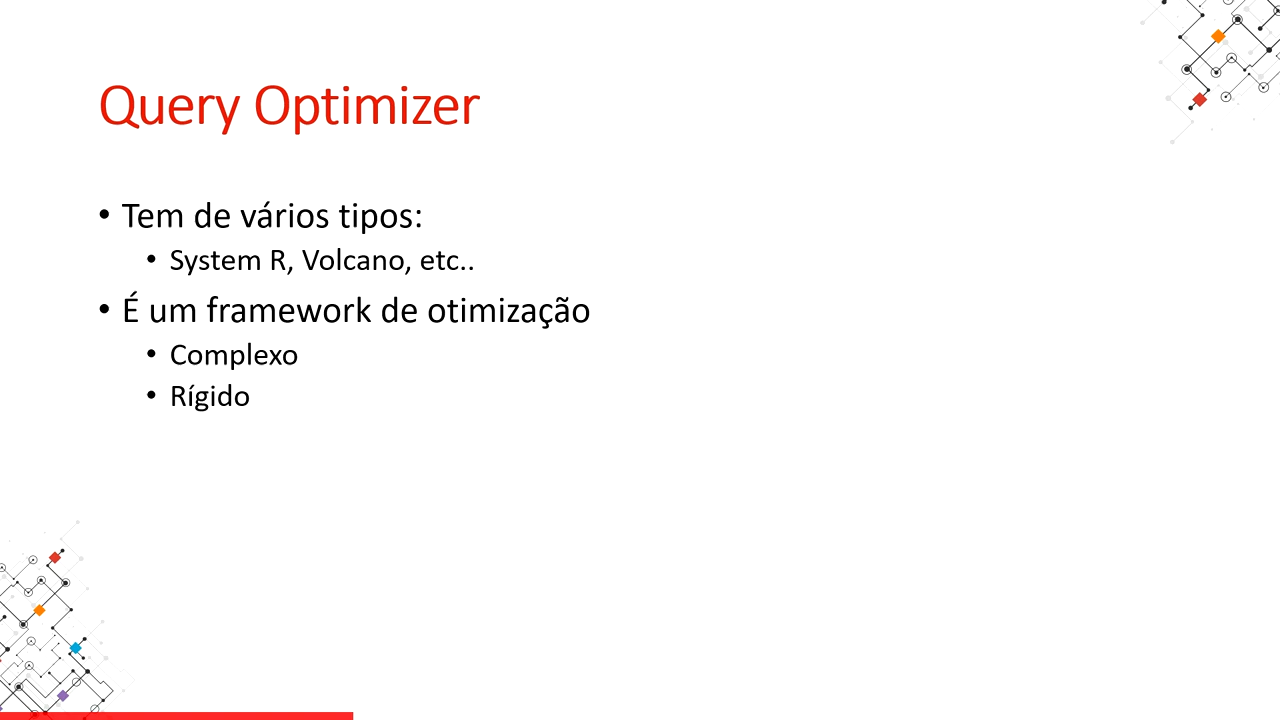 Query Optimizer
• Tem de vários tipos:
• System R, Volcano, etc..
• É um framework de otimização
• Complexo
• Rígido